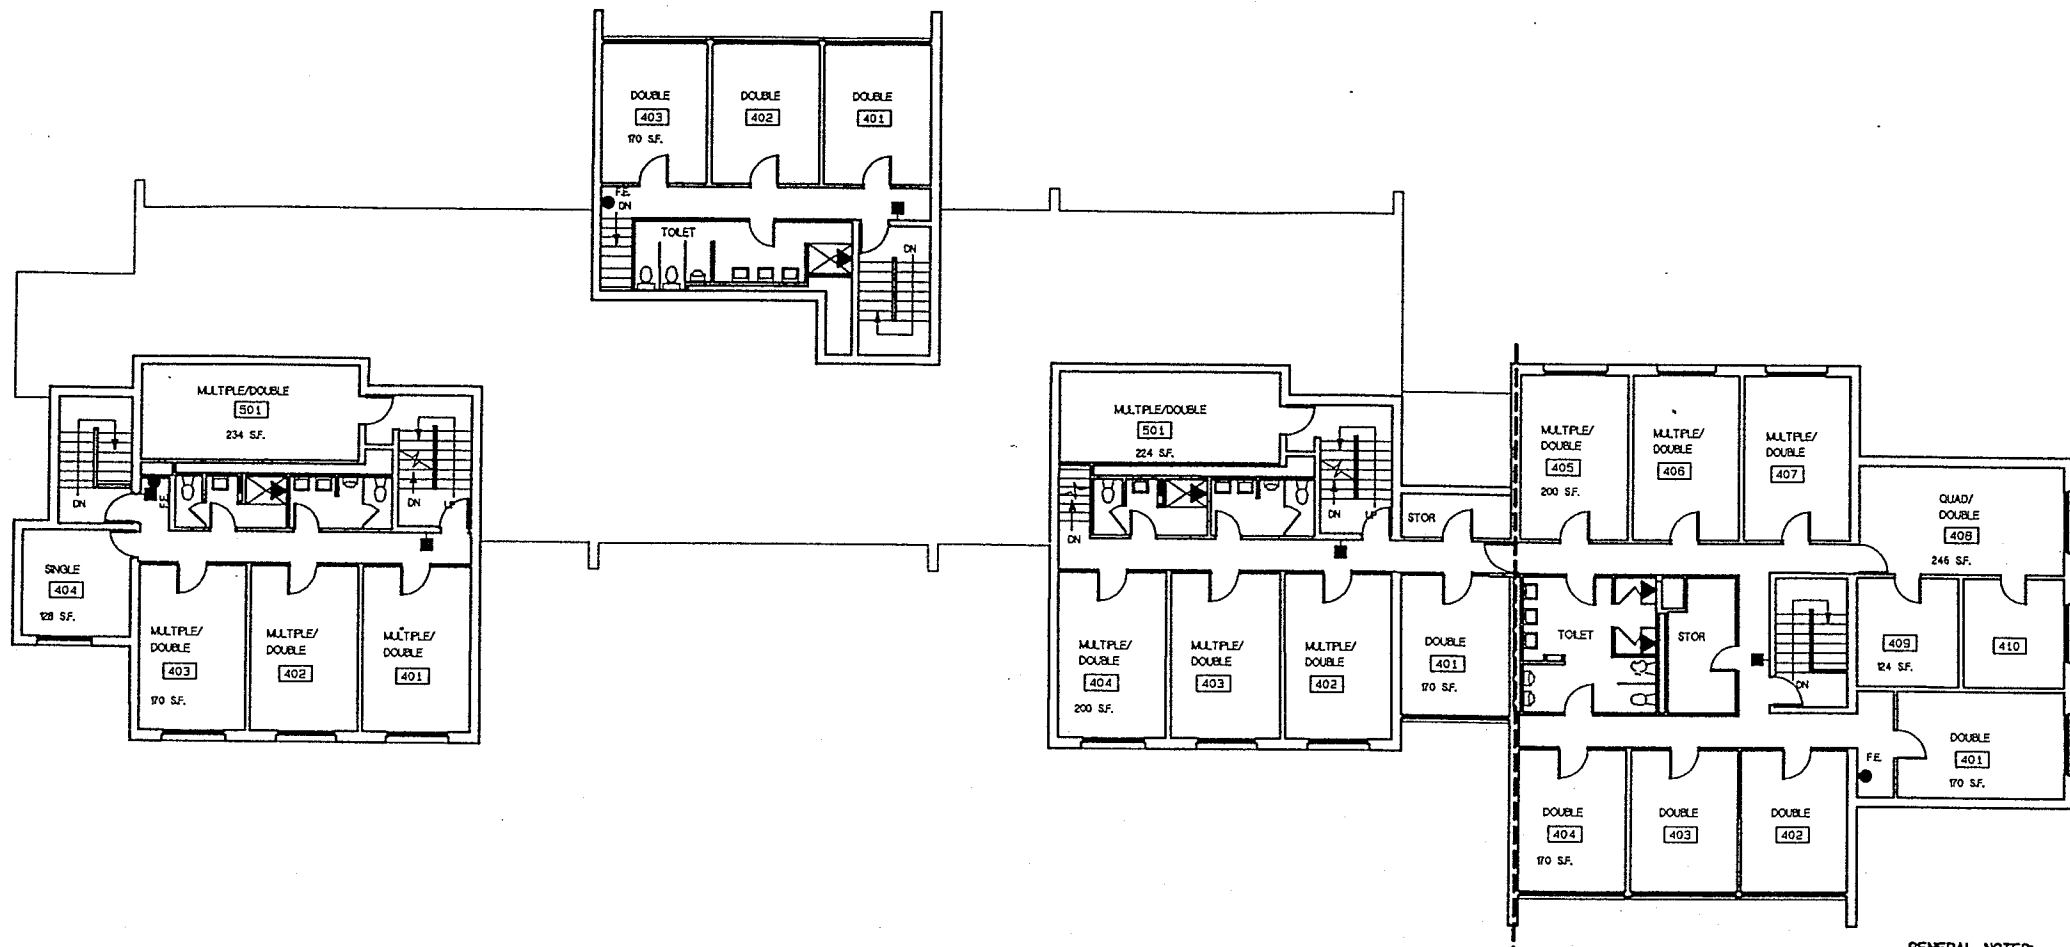 DOUBLE
403
170 S.F.
DOUBLE
402
DOUBLE
401
F.E.
DN
TOILET
DN
MULTIPLE/DOUBLE
501
234 S.F.
DN
F.E.
DN
UP
SINGLE
404
128 S.F.
MULTIPLE/
DOUBLE
403
170 S.F.
MULTIPLE/
DOUBLE
402
MULTIPLE/
DOUBLE
401
MULTIPLE/DOUBLE
501
224 S.F.
DN
DN
UP
STOR
MULTIPLE/
DOUBLE
404
200 S.F.
MULTIPLE/
DOUBLE
403
MULTIPLE/
DOUBLE
402
DOUBLE
401
170 S.F.
MULTIPLE/
DOUBLE
405
200 S.F.
MULTIPLE/
DOUBLE
406
MULTIPLE/
DOUBLE
407
QUAD/
DOUBLE
408
246 S.F.
TOILET
STOR
DN
409
124 S.F.
410
DOUBLE
401
170 S.F.
F.E.
DOUBLE
404
170 S.F.
DOUBLE
403
DOUBLE
402
GENERAL NOTES: